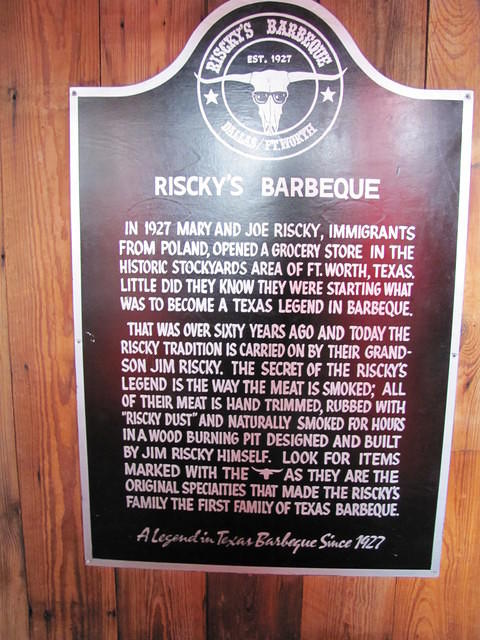 RISCKY'S BARBEQUE
EST. 1927
DALLAS/FT. WORTH
RISCKY'S BARBEQUE
IN 1927 MARY AND JOE RISCKY, IMMIGRANTS
FROM POLAND, OPENED A GROCERY STORE IN THE
HISTORIC STOCKYARDS AREA OF FT. WORTH, TEXAS.
LITTLE DID THEY KNOW THEY WERE STARTING WHAT
WAS TO BECOME A TEXAS LEGEND IN BARBEQUE.
THAT WAS OVER SIXTY YEARS AGO AND TODAY THE
RISCKY TRADITION IS CARRIED ON BY THEIR GRAND-
SON JIM RISCKY. THE SECRET OF THE RISCKY'S
LEGEND IS THE WAY THE MEAT IS SMOKED; ALL
OF THEIR MEAT IS HAND TRIMMED, RUBBED WITH
"RISCKY DUST" AND NATURALLY SMOKED FOR HOURS
IN A WOOD BURNING PIT DESIGNED AND BUILT
BY JIM RISCKY HIMSELF. LOOK FOR ITEMS
MARKED WITH THE AS THEY ARE THE
ORIGINAL SPECIALTIES THAT MADE THE RISCKY'S
FAMILY THE FIRST FAMILY OF TEXAS BARBEQUE.
A Legend in Texas Barbeque Since 1927